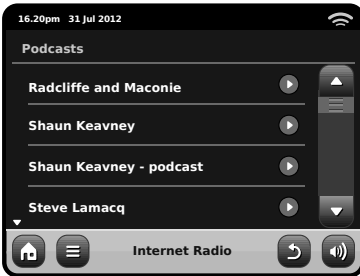 16.20pm 31 Jul 2012
Podcasts
Radcliffe and Maconie
Shaun Keavney
Shaun Keavney - podcast
Steve Lamacq
Internet Radio